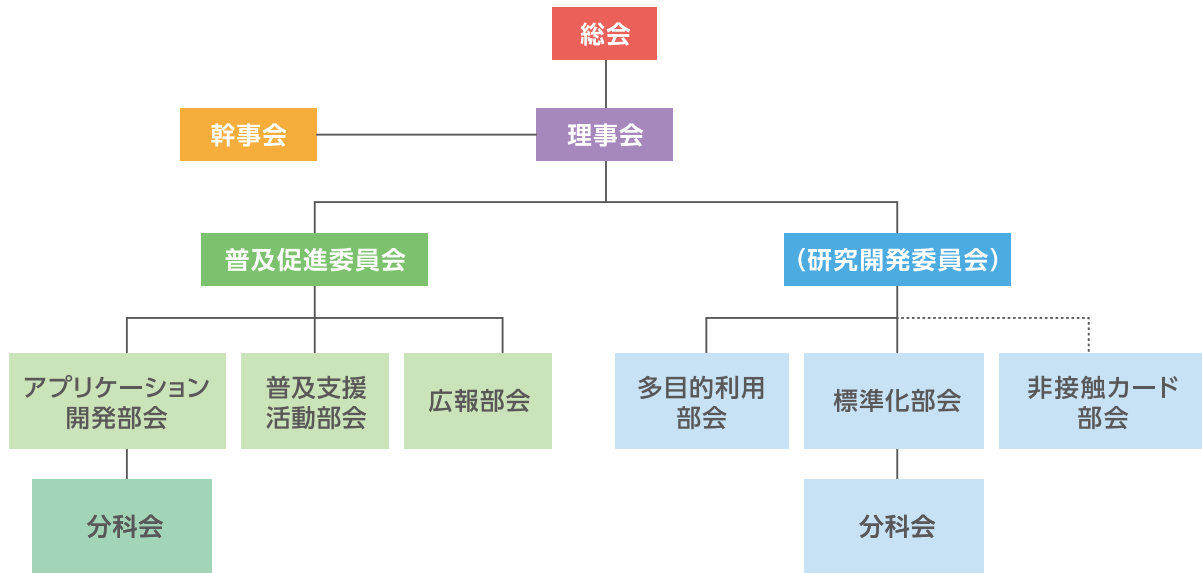 総会
幹事会
理事会
普及促進委員会
（研究開発委員会）
アプリケーション
開発部会
普及支援
活動部会
広報部会
多目的利用
部会
標準化部会
非接触カード
部会
分科会
分科会